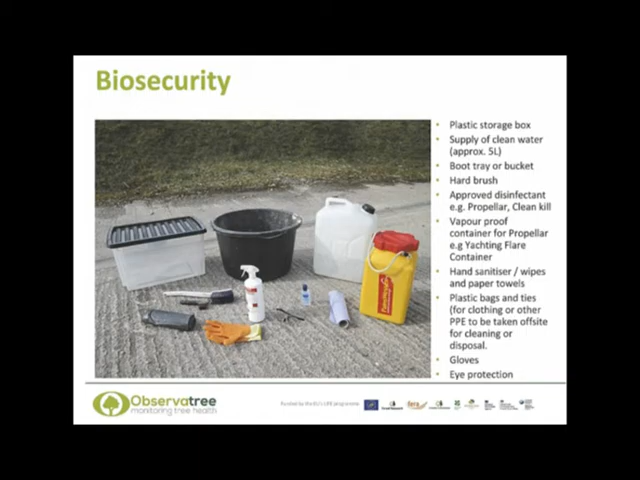 Biosecurity
• Plastic storage box
• Supply of clean water
(approx. 5L)
• Boot tray or bucket
• Hard brush
• Approved disinfectant
e.g. Propellar, Clean kill
• Vapour proof
container for Propellar
e.g Yachting Flare
Container
• Hand sanitiser / wipes
and paper towels
• Plastic bags and ties
(for clothing or other
PPE to be taken offsite
for cleaning or
disposal.
• Gloves
• Eye protection
Observatree
monitoring tree health
Funded by the EU's LIFE programme
fera